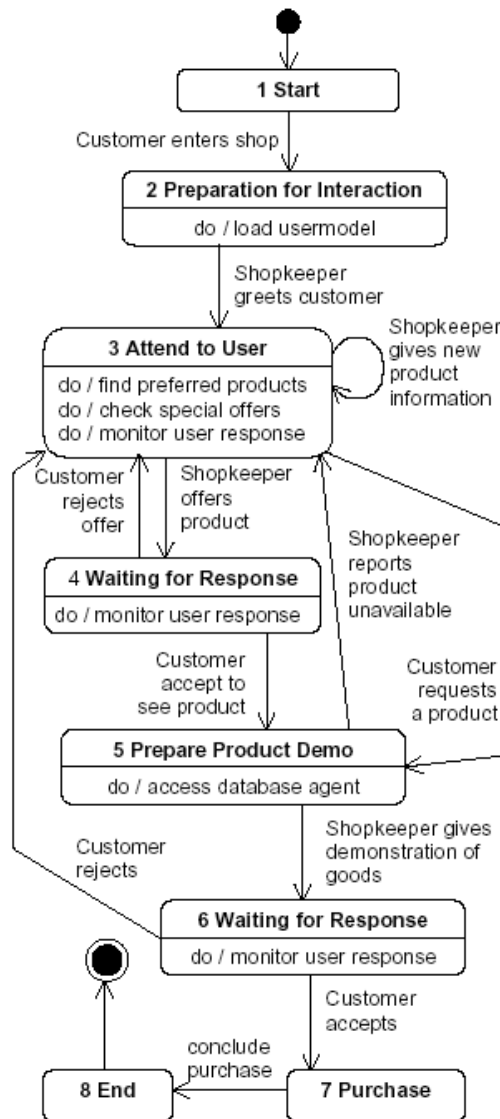 1 Start
Customer enters shop
2 Preparation for Interaction
do / load usermodel
Shopkeeper
greets customer
3 Attend to User
do / find preferred products
do / check special offers
do / monitor user response
Shopkeeper
gives new
product
information
Customer
rejects
offer
Shopkeeper
offers
product
Shopkeeper
reports
product
unavailable
4 Waiting for Response
do / monitor user response
Customer
accept to
see product
Customer
requests
a product
5 Prepare Product Demo
do / access database agent
Shopkeeper gives
demonstration of
goods
Customer
rejects
6 Waiting for Response
do / monitor user response
Customer
accepts
conclude
purchase
8 End
7 Purchase